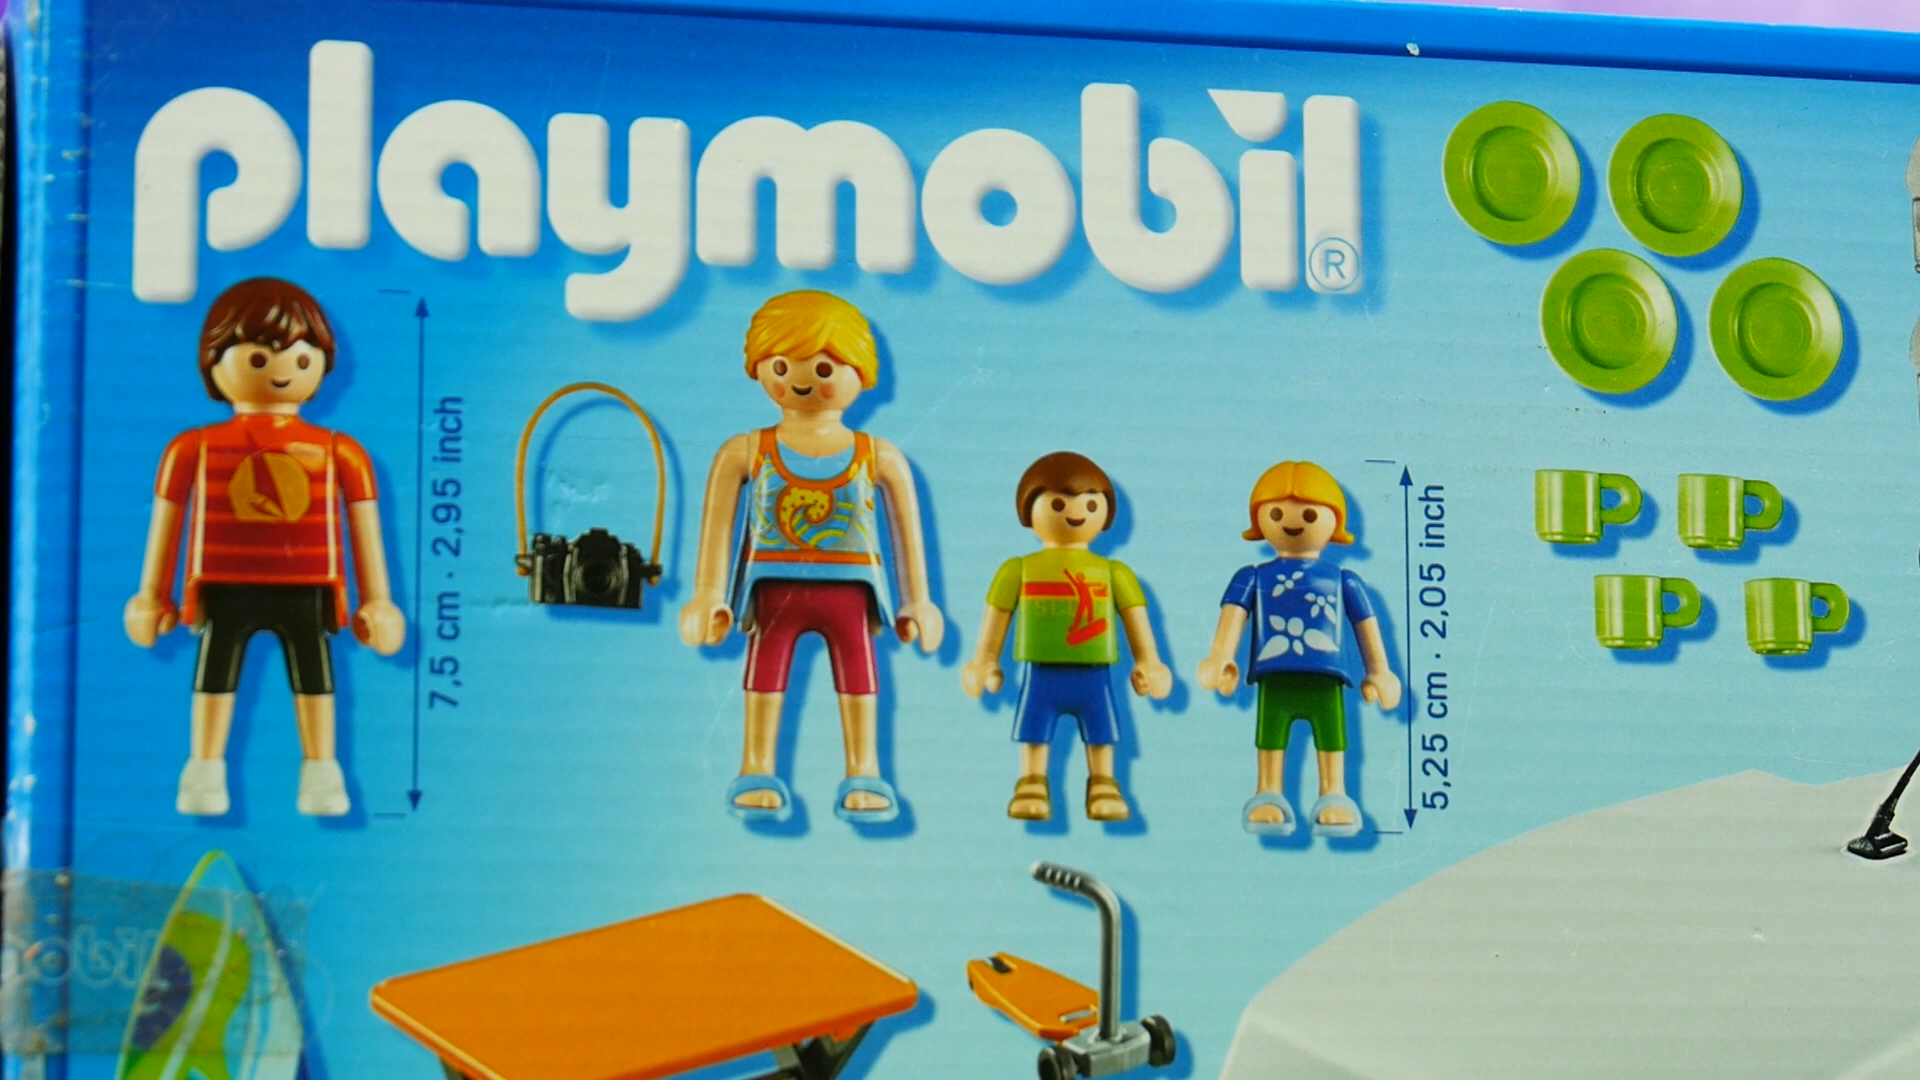 playmobil®
7,5 cm · 2,95 inch
5,25 cm · 2,05 inch